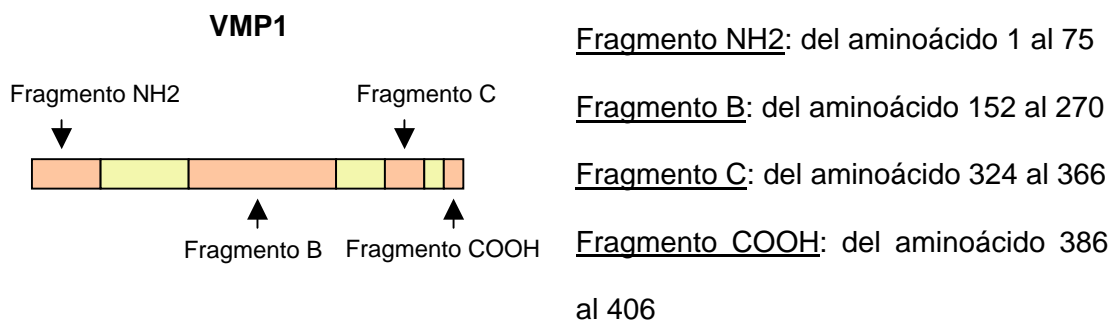 VMP1
Fragmento NH2
Fragmento C
Fragmento B
Fragmento COOH
Fragmento NH2: del aminoácido 1 al 75
Fragmento B: del aminoácido 152 al 270
Fragmento C: del aminoácido 324 al 366
Fragmento COOH: del aminoácido 386
al 406